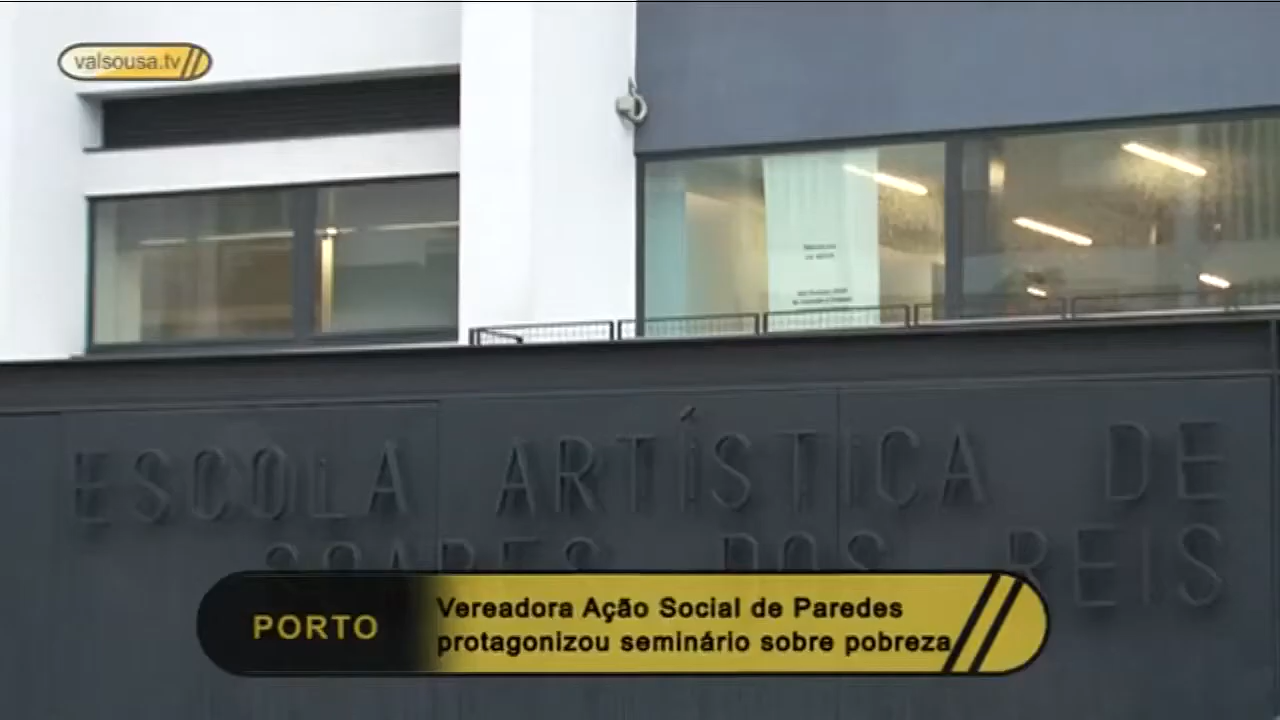 valsousa.tv
ESCOLA ARTÍSTICA DE
SOARES DOS REIS
PORTO
Vereadora Ação Social de Paredes
protagonizou seminário sobre pobreza